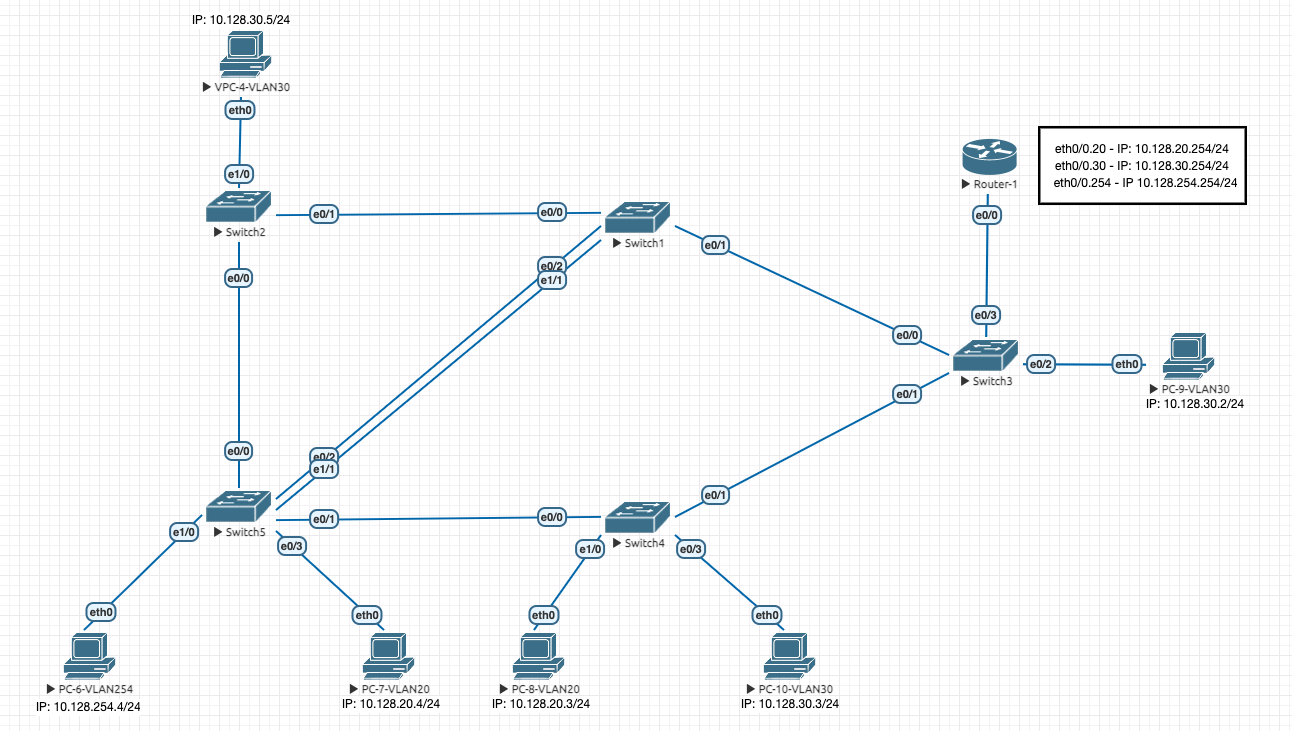 IP: 10.128.30.5/24
VPC-4-VLAN30
eth0
e1/0
Switch2
e0/1
e0/0
e0/0
Switch1
e0/2
e1/1
e0/1
Router-1
eth0/0.20 - IP: 10.128.20.254/24
eth0/0.30 - IP: 10.128.30.254/24
eth0/0.254 - IP 10.128.254.254/24
e0/0
e0/3
e0/0
Switch3
e0/2
eth0
PC-9-VLAN30
IP: 10.128.30.2/24
e0/1
e0/0
e0/2
e1/1
Switch5
e0/1
e1/0
e0/3
e0/0
e0/1
Switch4
e1/0
e0/3
eth0
eth0
eth0
eth0
PC-6-VLAN254
IP: 10.128.254.4/24
PC-7-VLAN20
IP: 10.128.20.4/24
PC-8-VLAN20
IP: 10.128.20.3/24
PC-10-VLAN30
IP: 10.128.30.3/24